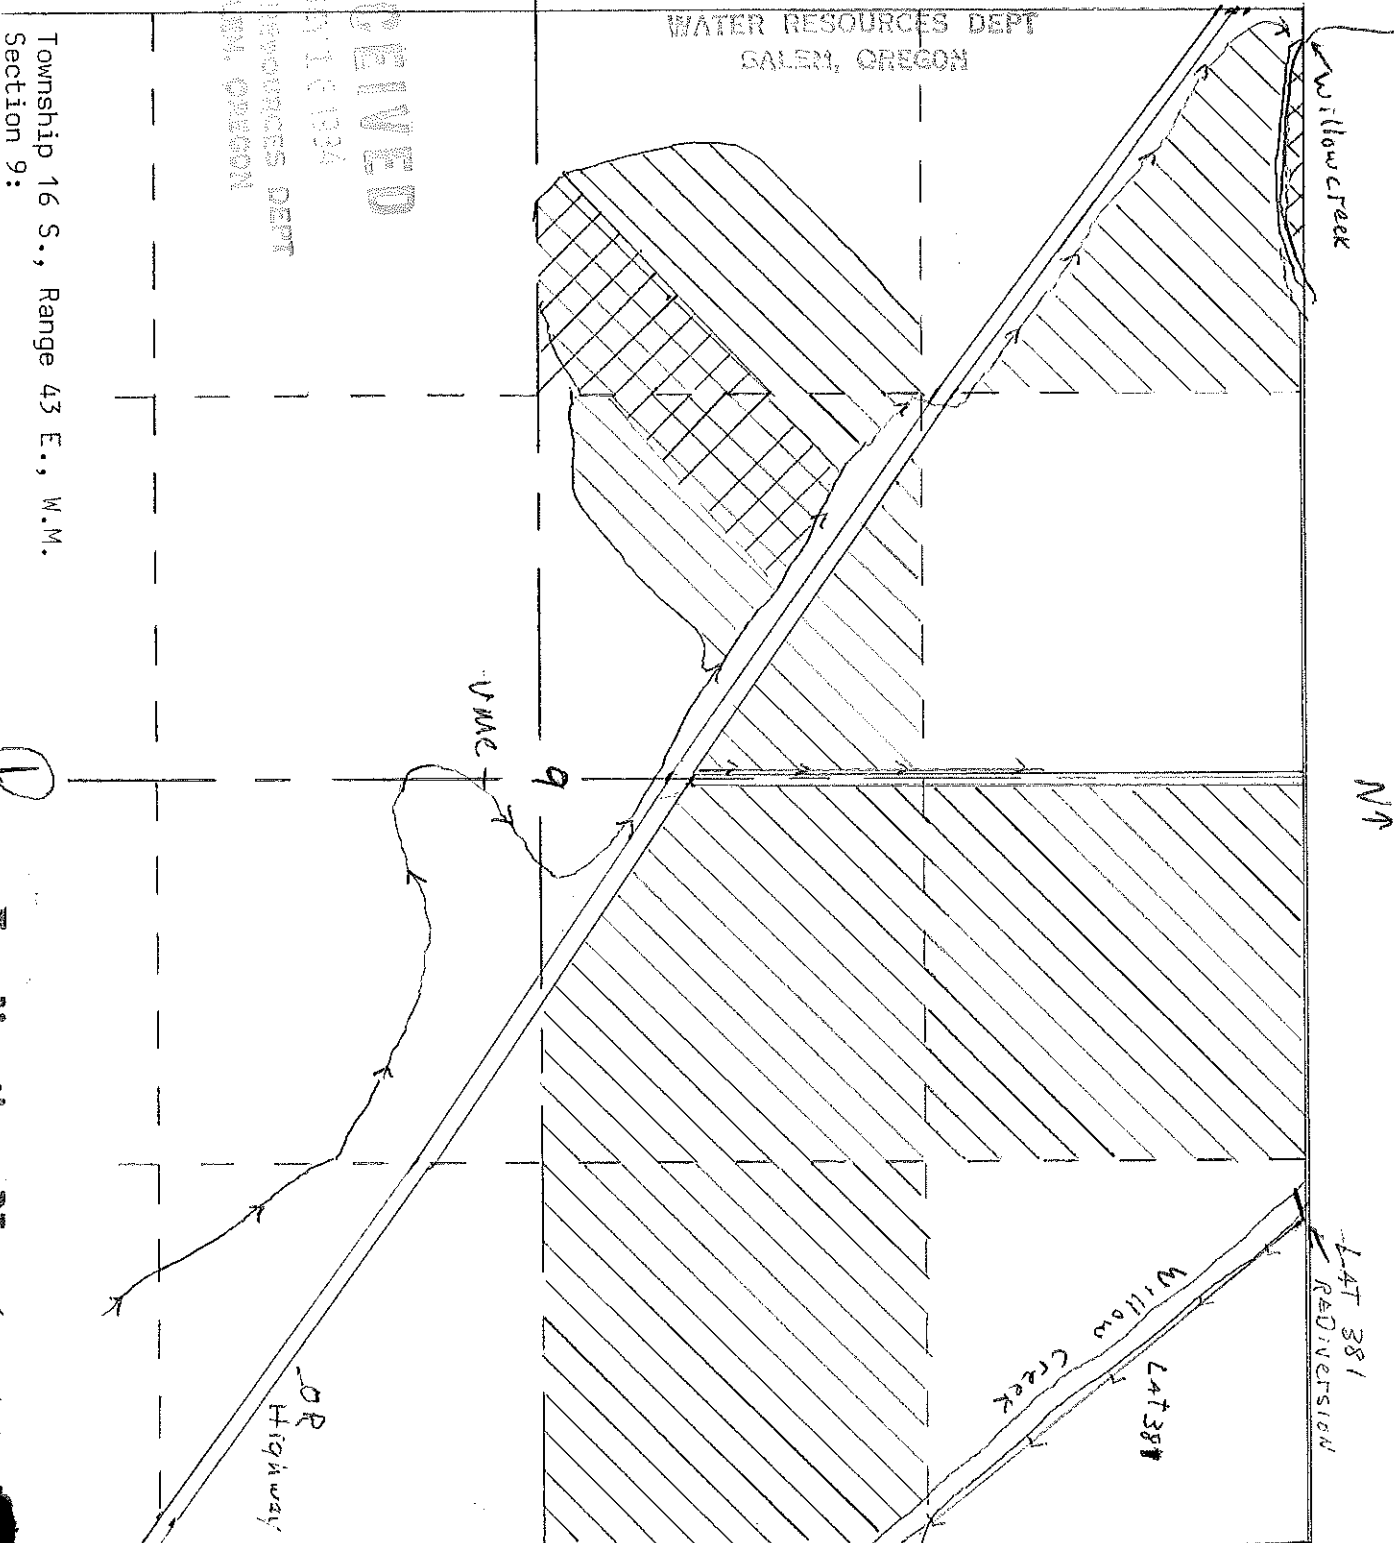 WATER RESOURCES DEPT
SALEM, OREGON
CEIVED
RESOURCES DEPT
OREGON
Willow Creek
N↑
LAT 381
REDIVERSION
Willow
Creek
LAT 381
VMC
9
OR
Highway
Township 16 S., Range 43 E., W.M.
Section 9: